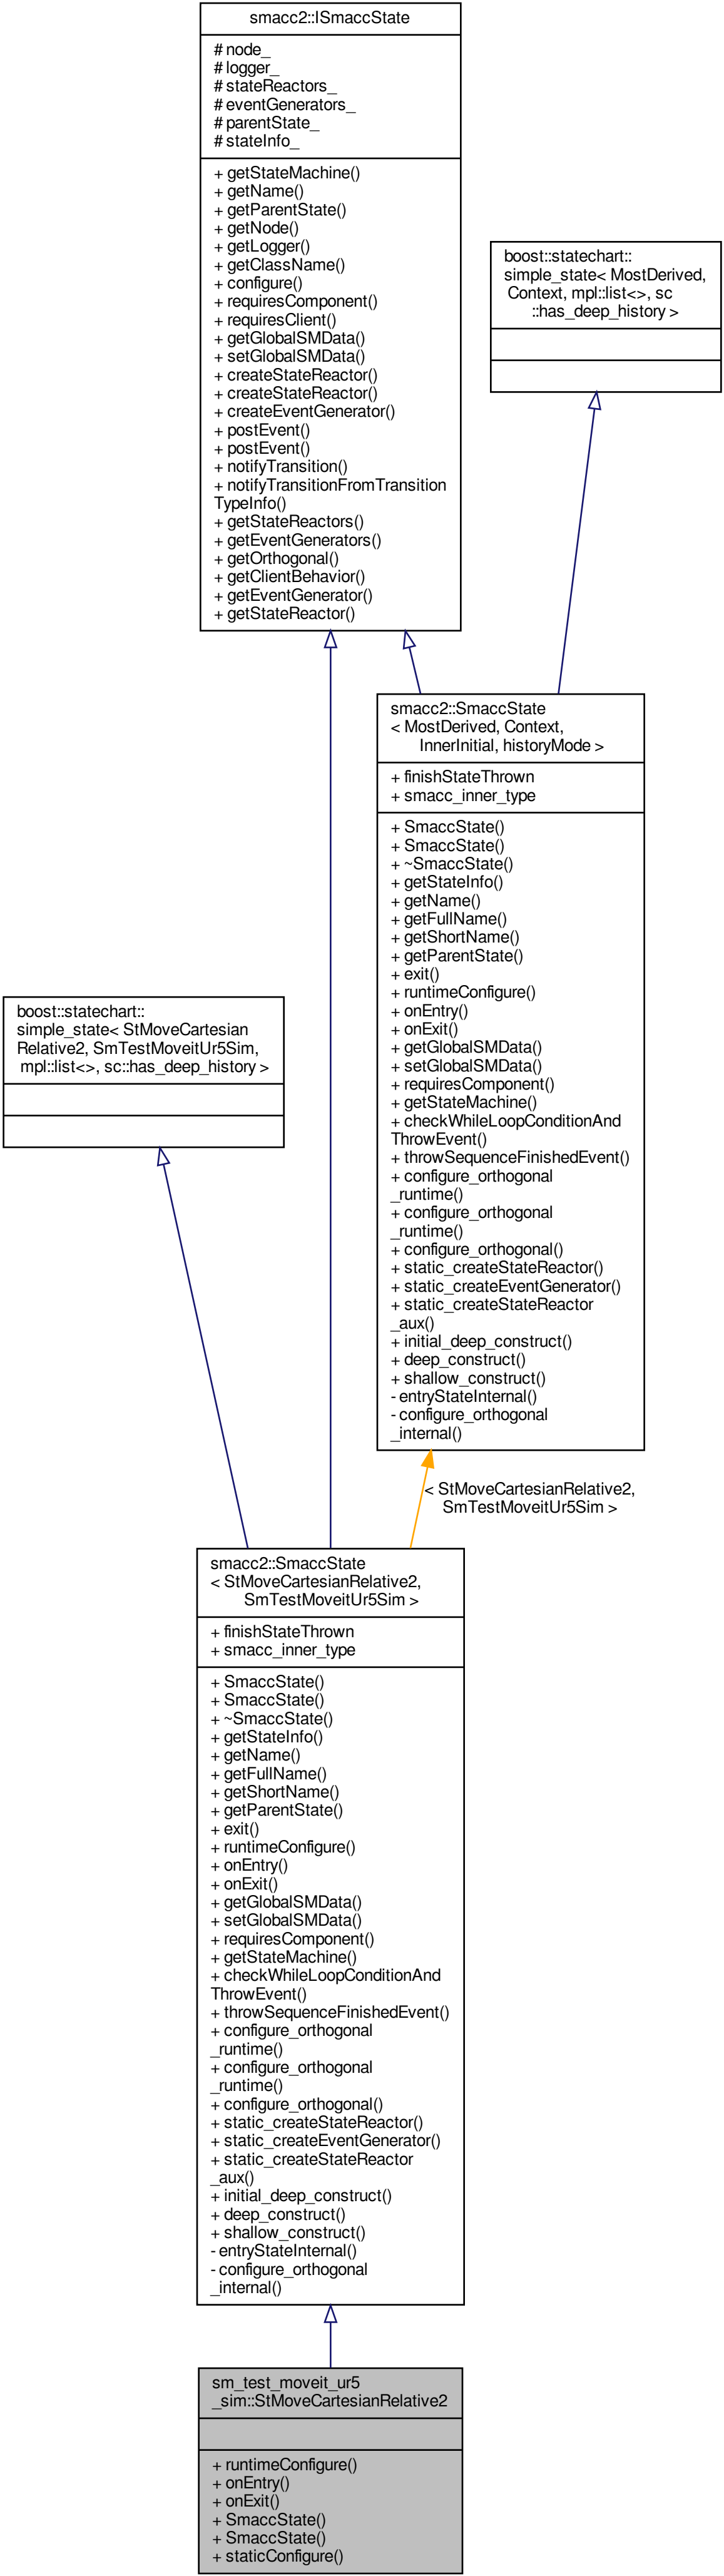 smacc2::ISmaccState
# node_
# logger_
# stateReactors_
# eventGenerators_
# parentState_
# stateInfo_
+ getStateMachine()
+ getName()
+ getParentState()
+ getNode()
+ getLogger()
+ getClassName()
+ configure()
+ requiresComponent()
+ requiresClient()
+ getGlobalSMData()
+ setGlobalSMData()
+ createStateReactor()
+ createStateReactor()
+ createEventGenerator()
+ postEvent()
+ postEvent()
+ notifyTransition()
+ notifyTransitionFromTransition
TypeInfo()
+ getStateReactors()
+ getEventGenerators()
+ getOrthogonal()
+ getClientBehavior()
+ getEventGenerator()
+ getStateReactor()
boost::statechart::
simple_state< MostDerived,
Context, mpl::list<>, sc
::has_deep_history >
smacc2::SmaccState
< MostDerived, Context,
InnerInitial, historyMode >
+ finishStateThrown
+ smacc_inner_type
+ SmaccState()
+ SmaccState()
+ ~SmaccState()
+ getStateInfo()
+ getName()
+ getFullName()
+ getShortName()
+ getParentState()
+ exit()
+ runtimeConfigure()
+ onEntry()
+ onExit()
+ getGlobalSMData()
+ setGlobalSMData()
+ requiresComponent()
+ getStateMachine()
+ checkWhileLoopConditionAnd
ThrowEvent()
+ throwSequenceFinishedEvent()
+ configure_orthogonal
_runtime()
+ configure_orthogonal
_runtime()
+ configure_orthogonal()
+ static_createStateReactor()
+ static_createEventGenerator()
+ static_createStateReactor
_aux()
+ initial_deep_construct()
+ deep_construct()
+ shallow_construct()
- entryStateInternal()
- configure_orthogonal
_internal()
boost::statechart::
simple_state< StMoveCartesian
Relative2, SmTestMoveitUr5Sim,
mpl::list<>, sc::has_deep_history >
< StMoveCartesianRelative2,
SmTestMoveitUr5Sim >
smacc2::SmaccState
< StMoveCartesianRelative2,
SmTestMoveitUr5Sim >
+ finishStateThrown
+ smacc_inner_type
+ SmaccState()
+ SmaccState()
+ ~SmaccState()
+ getStateInfo()
+ getName()
+ getFullName()
+ getShortName()
+ getParentState()
+ exit()
+ runtimeConfigure()
+ onEntry()
+ onExit()
+ getGlobalSMData()
+ setGlobalSMData()
+ requiresComponent()
+ getStateMachine()
+ checkWhileLoopConditionAnd
ThrowEvent()
+ throwSequenceFinishedEvent()
+ configure_orthogonal
_runtime()
+ configure_orthogonal
_runtime()
+ configure_orthogonal()
+ static_createStateReactor()
+ static_createEventGenerator()
+ static_createStateReactor
_aux()
+ initial_deep_construct()
+ deep_construct()
+ shallow_construct()
- entryStateInternal()
- configure_orthogonal
_internal()
sm_test_moveit_ur5
_sim::StMoveCartesianRelative2
+ runtimeConfigure()
+ onEntry()
+ onExit()
+ SmaccState()
+ SmaccState()
+ staticConfigure()